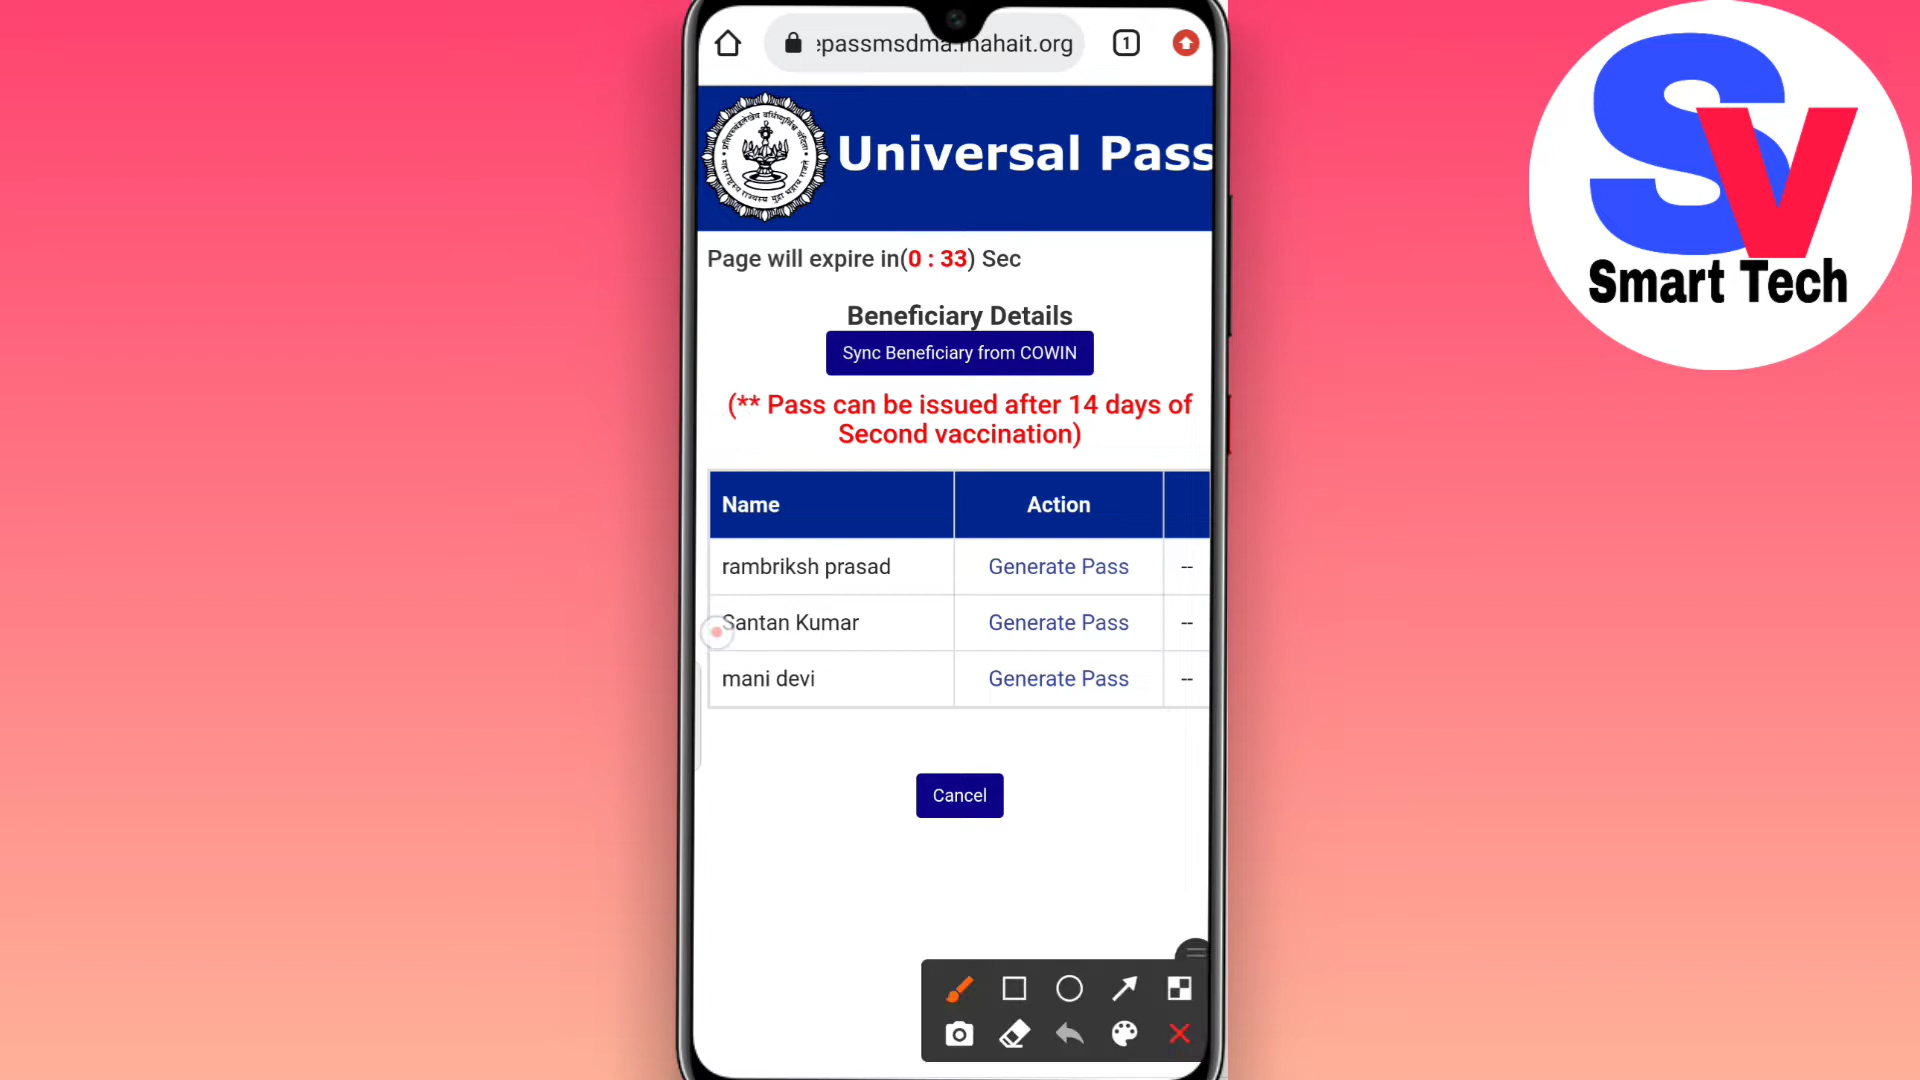 epassmsdma.mahait.org
1
Universal Pass
Page will expire in(0 : 33) Sec
Beneficiary Details
Sync Beneficiary from COWIN
(** Pass can be issued after 14 days of
Second vaccination)
Name Action
rambriksh prasad Generate Pass --
Santan Kumar Generate Pass --
mani devi Generate Pass --
Cancel
SV
Smart Tech